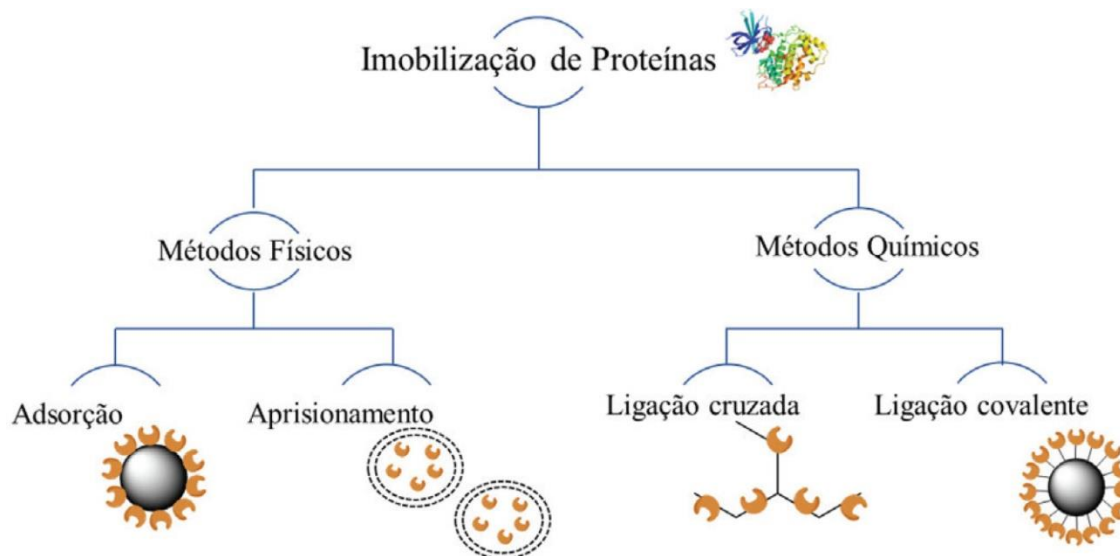 Imobilização de Proteínas
Métodos Físicos
Métodos Químicos
Adsorção
Aprisionamento
Ligação cruzada
Ligação covalente